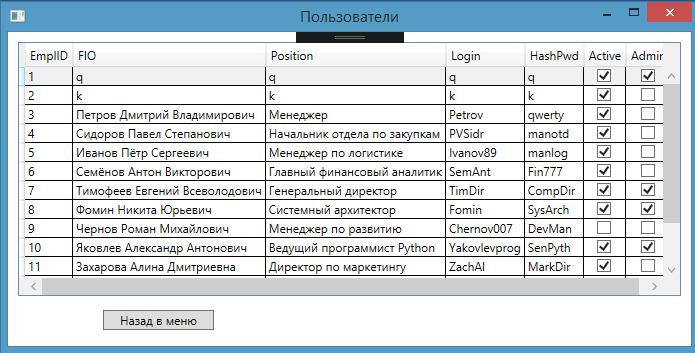 Пользователи
EmplID FIO Position Login HashPwd Active Admin
1 q q q q
2 k k k k
3 Петров Дмитрий Владимирович Менеджер Petrov qwerty
4 Сидоров Павел Степанович Начальник отдела по закупкам PVSidr manotd
5 Иванов Пётр Сергеевич Менеджер по логистике Ivanov89 manlog
6 Семёнов Антон Викторович Главный финансовый аналитик SemAnt Fin777
7 Тимофеев Евгений Всеволодович Генеральный директор TimDir CompDir
8 Фомин Никита Юрьевич Системный архитектор Fomin SysArch
9 Чернов Роман Михайлович Менеджер по развитию Chernov007 DevMan
10 Яковлев Александр Антонович Ведущий программист Python Yakovlevprog SenPyth
11 Захарова Алина Дмитриевна Директор по маркетингу ZachAl MarkDir
Назад в меню